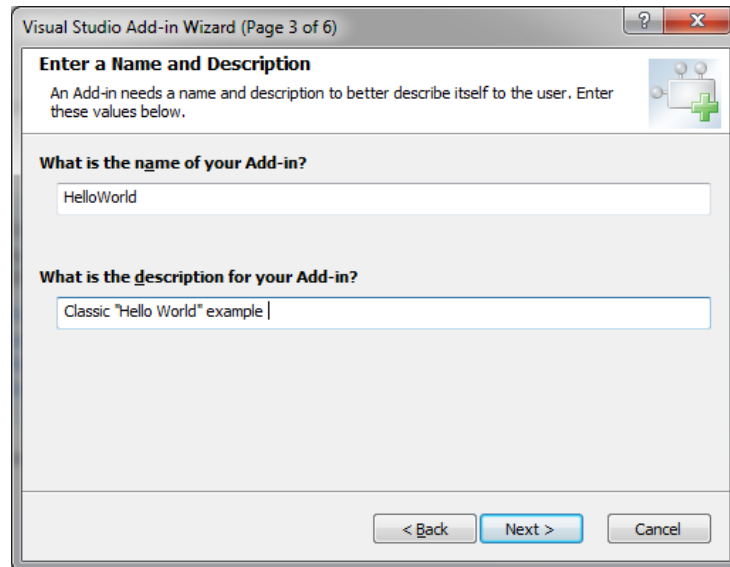 Visual Studio Add-in Wizard (Page 3 of 6)
?
Enter a Name and Description
An Add-in needs a name and description to better describe itself to the user. Enter
these values below.
What is the name of your Add-in?
HelloWorld
What is the description for your Add-in?
Classic "Hello World" example
< Back Next > Cancel